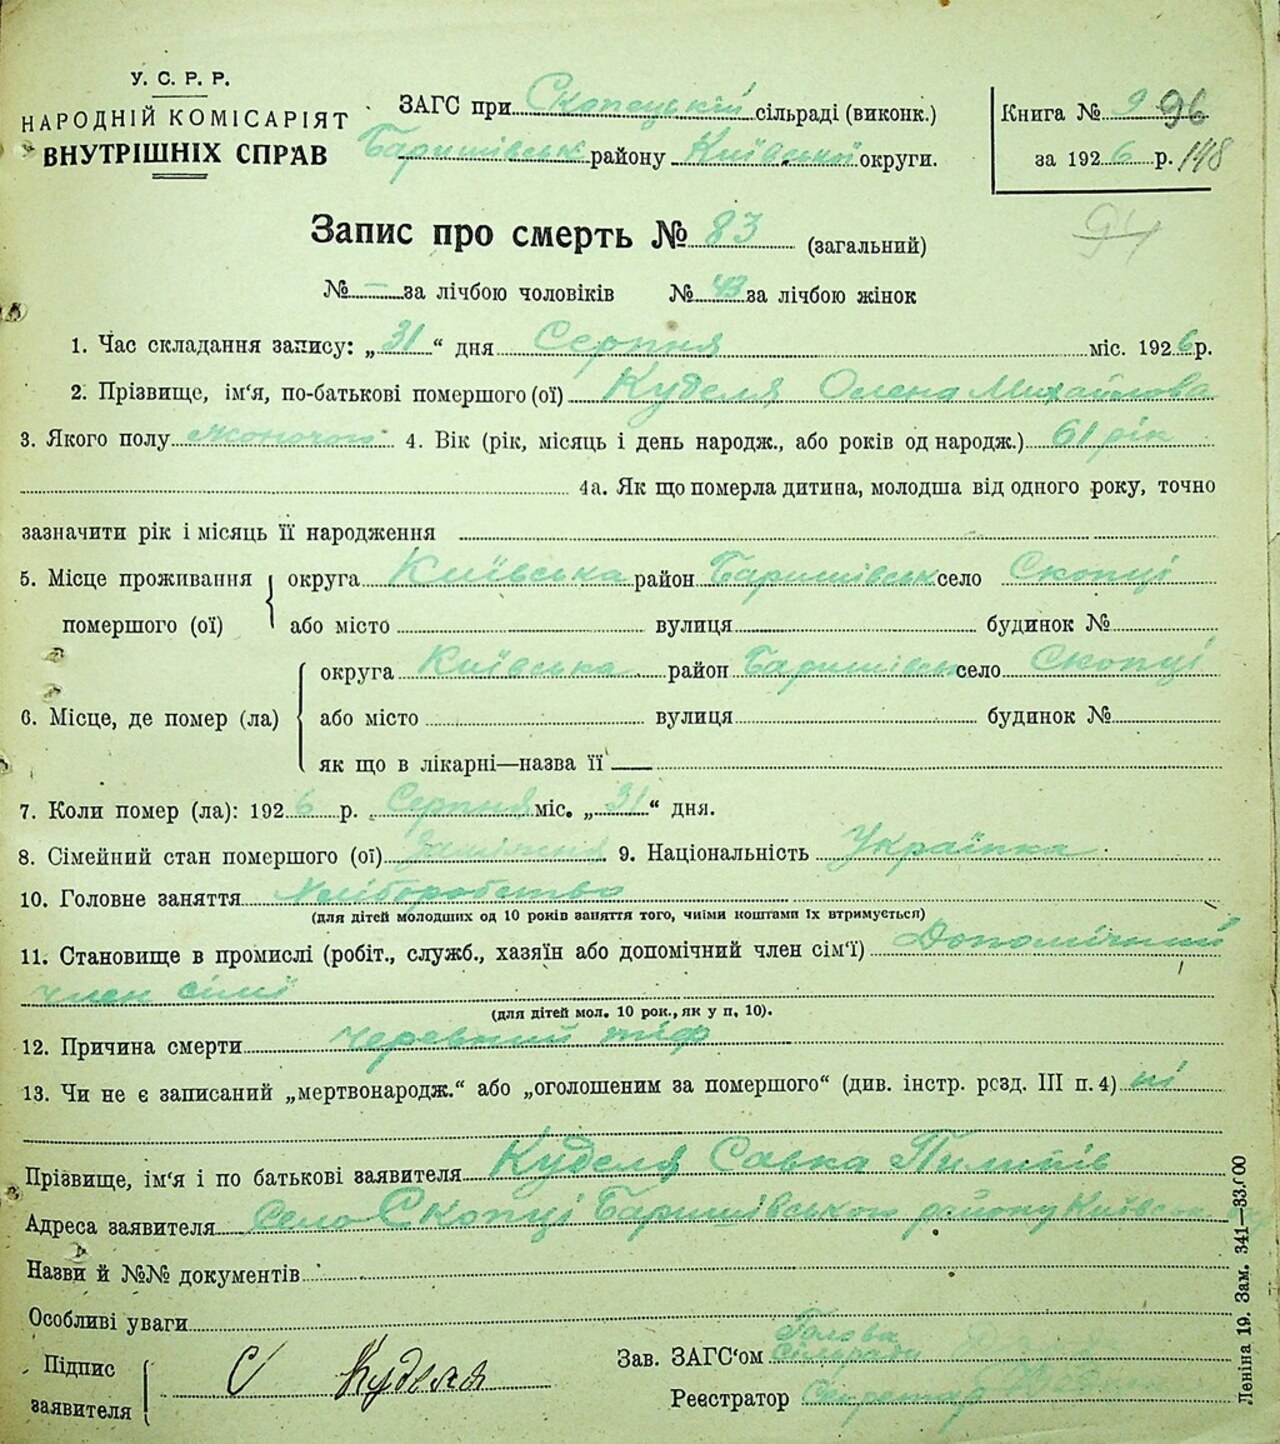 У. С. Р. Р.
НАРОДНІЙ КОМІСАРІЯТ
ВНУТРІШНІХ СПРАВ
ЗАГС при Скопецькій сільраді (виконк.)
Баришівськ району Київської округи.
Книга № 9 96
за 1926 р. 148
94
Запис про смерть № 83 (загальний)
№ — за лічбою чоловіків № 43 за лічбою жінок
1. Час складання запису: „31“ дня Серпня міс. 1926 р.
2. Прізвище, ім‘я, по-батькові помершого (ої) Куделя Олена Михайлова
3. Якого полу жоночого 4. Вік (рік, місяць і день народж., або років од народж.) 61 рік
4а. Як що померла дитина, молодша від одного року, точно
зазначити рік і місяць її народження
5. Місце проживання округа Київська район Баришівськ село Скопці
помершого (ої) або місто вулиця будинок №
округа Київська район Баришівськ село Скопці
6. Місце, де помер (ла) або місто вулиця будинок №
як що в лікарні—назва її —
7. Коли помер (ла): 1926 р. Серпня міс. „31“ дня.
8. Сімейний стан помершого (ої) Заміжня 9. Національність Українка
10. Головне заняття Хліборобство
(для дітей молодших од 10 років заняття того, чиїми коштами їх втримується)
11. Становище в промислі (робіт., служб., хазяїн або допомічний член сім‘ї) Допомічний
член сімї
(для дітей мол. 10 рок., як у п. 10).
12. Причина смерти Черевний тіф
13. Чи не є записаний „мертвонародж.“ або „оголошеним за помершого“ (див. інстр. розд. III п. 4) ні
Прізвище, ім‘я і по батькові заявителя Куделя Савка Пилипів
Адреса заявителя Село Скопці Баришівського району Київськ
Назви й №№ документів
Особливі уваги
Підпис
заявителя С Куделя
Зав. ЗАГС‘ом Голова Сільради
Реєстратор Секретар
Леніна 19. Зам. 341—33.000